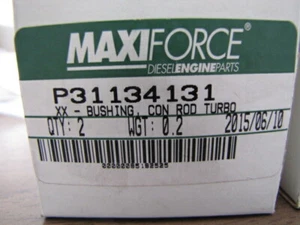 MAXIFORCE
DIESELENGINEPARTS
P31134131
XX - BUSHING, CON ROD TURBO
QTY: 2 WGT: 0.2 2015/06/10